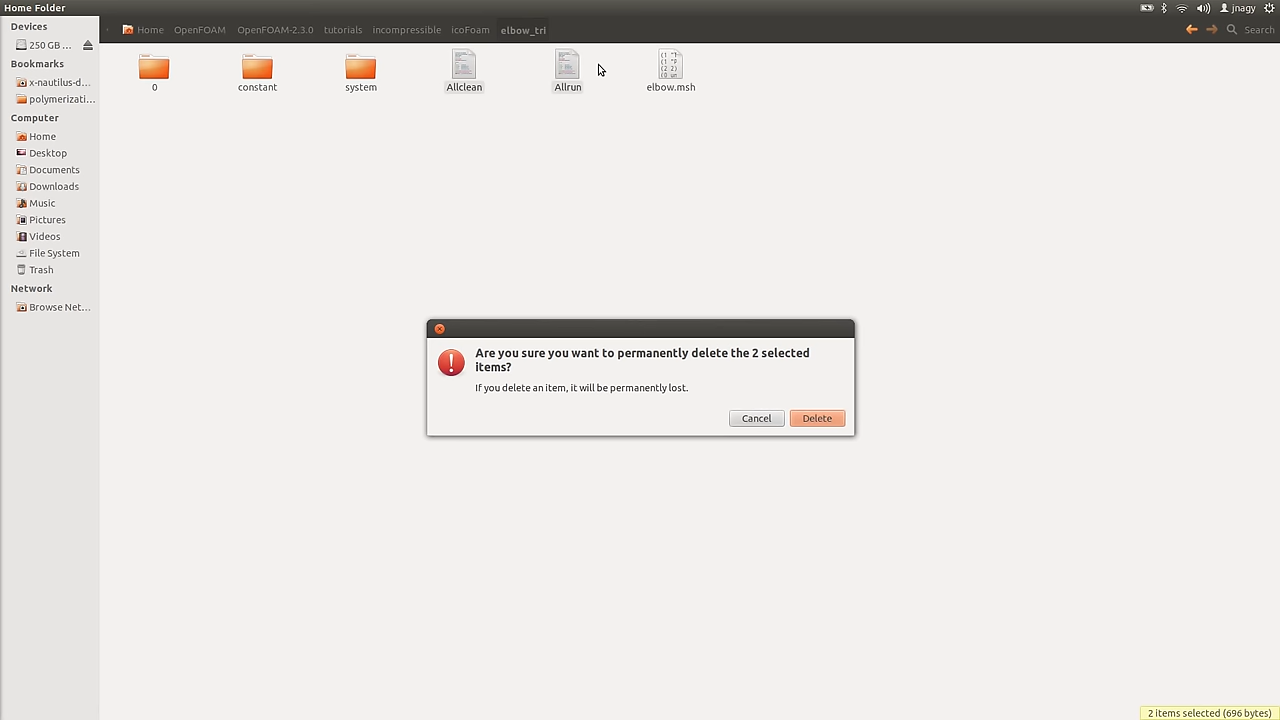 Home Folder
jnagy
Devices
250 GB ...
Bookmarks
x-nautilus-d...
polymerizati...
Computer
Home
Desktop
Documents
Downloads
Music
Pictures
Videos
File System
Trash
Network
Browse Net...
Home OpenFOAM OpenFOAM-2.3.0 tutorials incompressible icoFoam elbow_tri
Search
0 constant system Allclean Allrun elbow.msh
Are you sure you want to permanently delete the 2 selected
items?
If you delete an item, it will be permanently lost.
Cancel Delete
2 items selected (696 bytes)